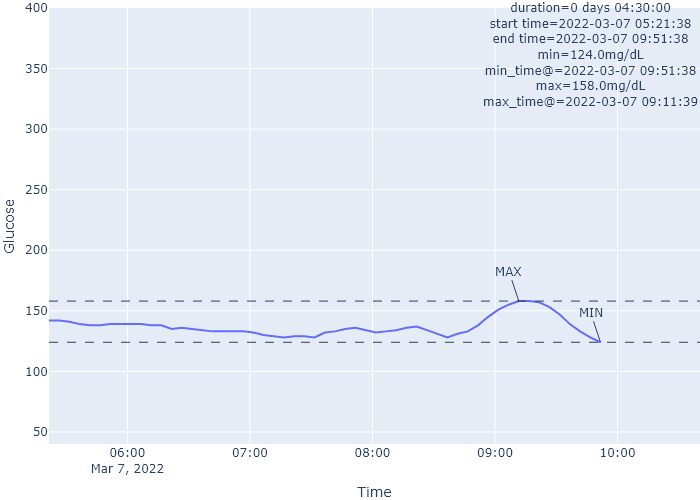 400
duration=0 days 04:30:00
start time=2022-03-07 05:21:38
end time=2022-03-07 09:51:38
min=124.0mg/dL
min_time@=2022-03-07 09:51:38
max=158.0mg/dL
max_time@=2022-03-07 09:11:39
350
300
250
200
150
100
50
Glucose
MAX
MIN
06:00 07:00 08:00 09:00 10:00
Mar 7, 2022
Time